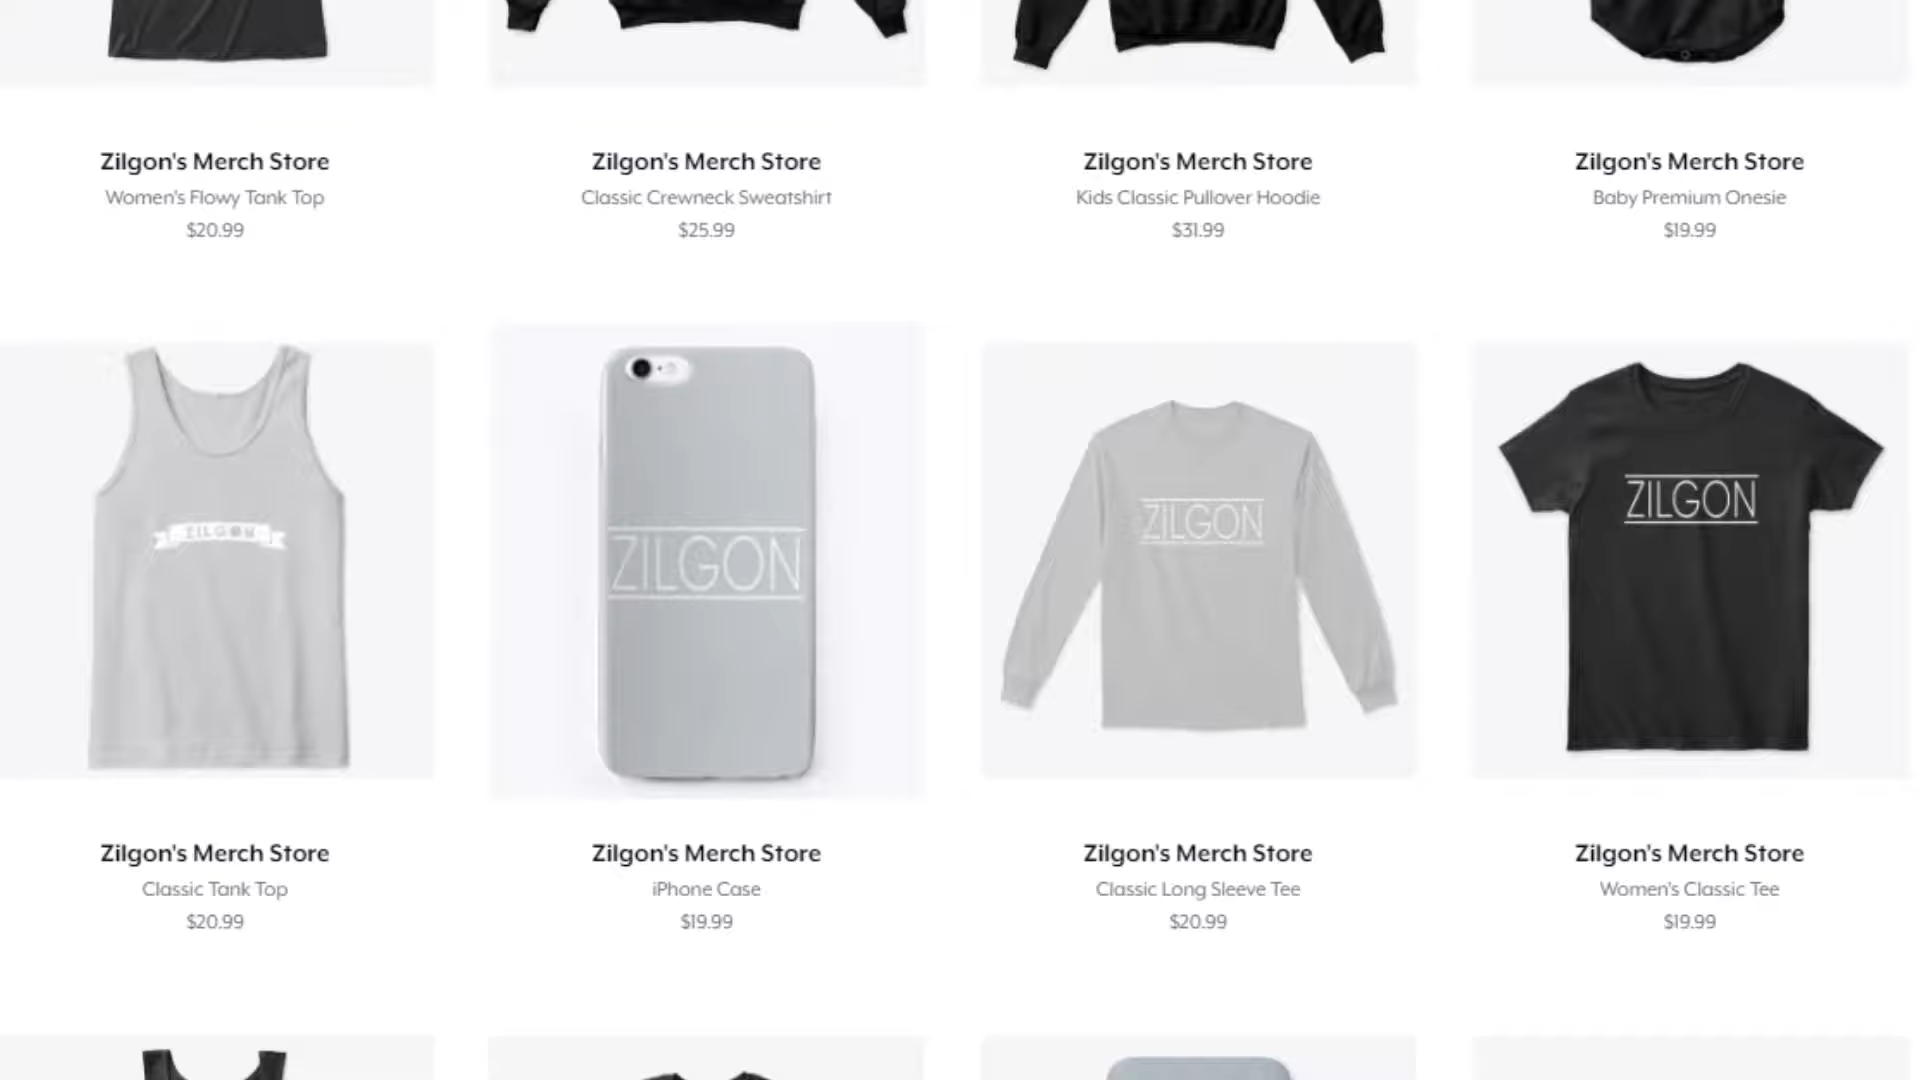 Zilgon's Merch Store
Women's Flowy Tank Top
$20.99
Zilgon's Merch Store
Classic Crewneck Sweatshirt
$25.99
Zilgon's Merch Store
Kids Classic Pullover Hoodie
$31.99
Zilgon's Merch Store
Baby Premium Onesie
$19.99
ZILGON
ZILGON
ZILGON
ZILGON
Zilgon's Merch Store
Classic Tank Top
$20.99
Zilgon's Merch Store
iPhone Case
$19.99
Zilgon's Merch Store
Classic Long Sleeve Tee
$20.99
Zilgon's Merch Store
Women's Classic Tee
$19.99